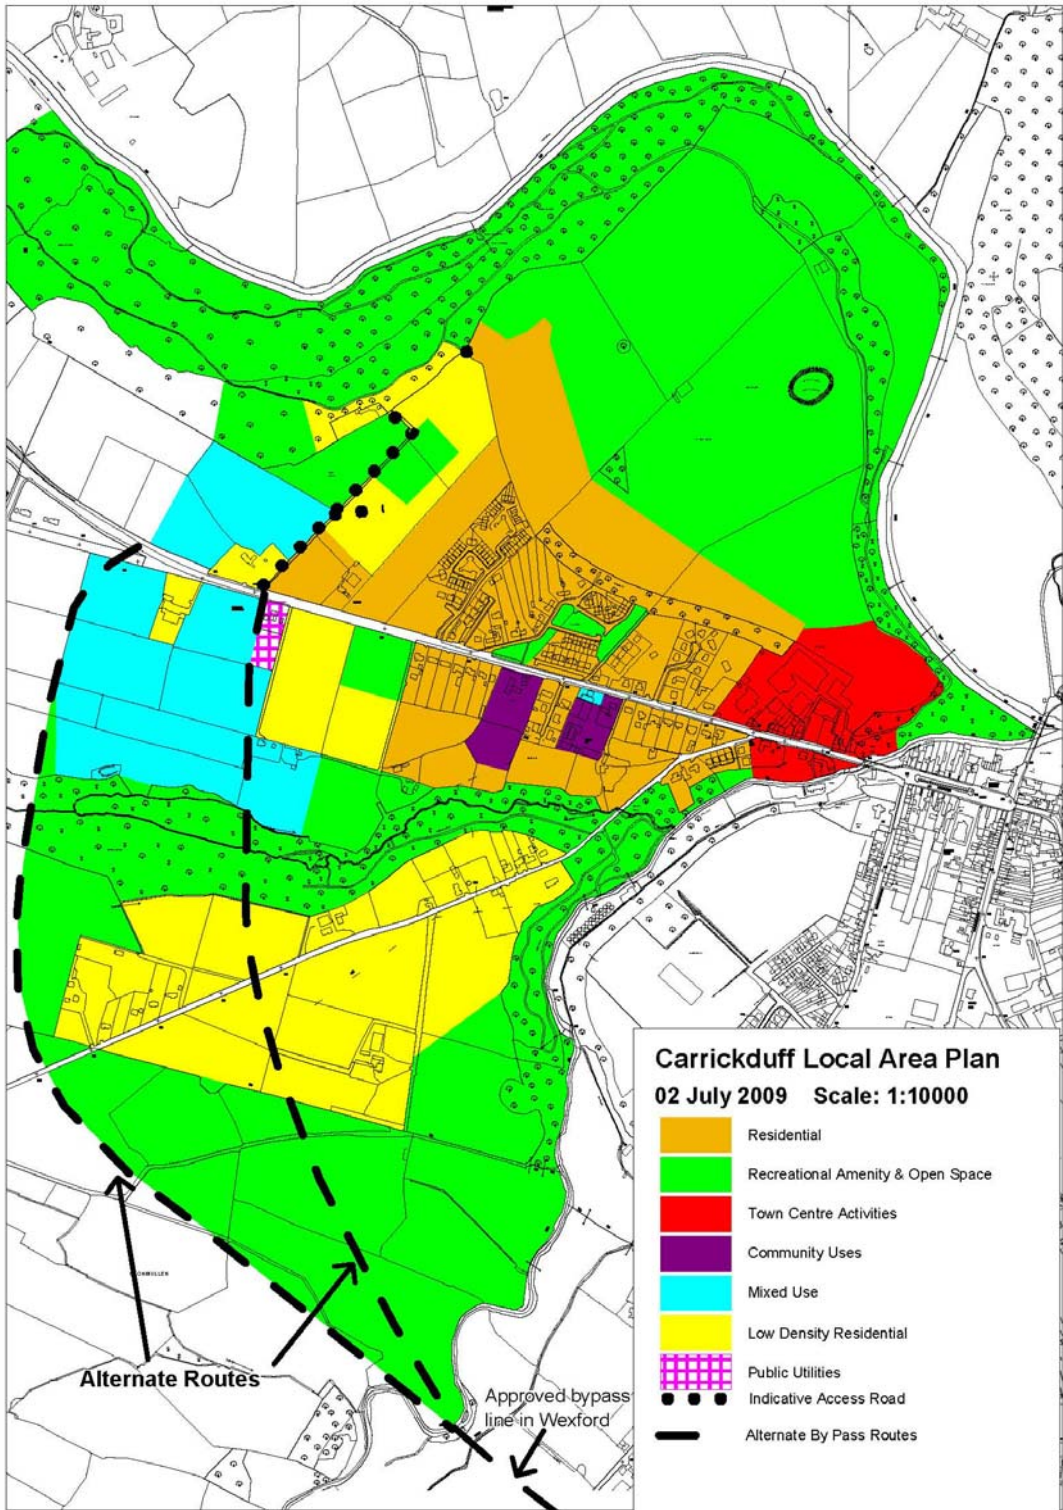 Alternate Routes
Approved bypass
line in Wexford
Carrickduff Local Area Plan
02 July 2009 Scale: 1:10000
Residential
Recreational Amenity & Open Space
Town Centre Activities
Community Uses
Mixed Use
Low Density Residential
Public Utilities
Indicative Access Road
Alternate By Pass Routes